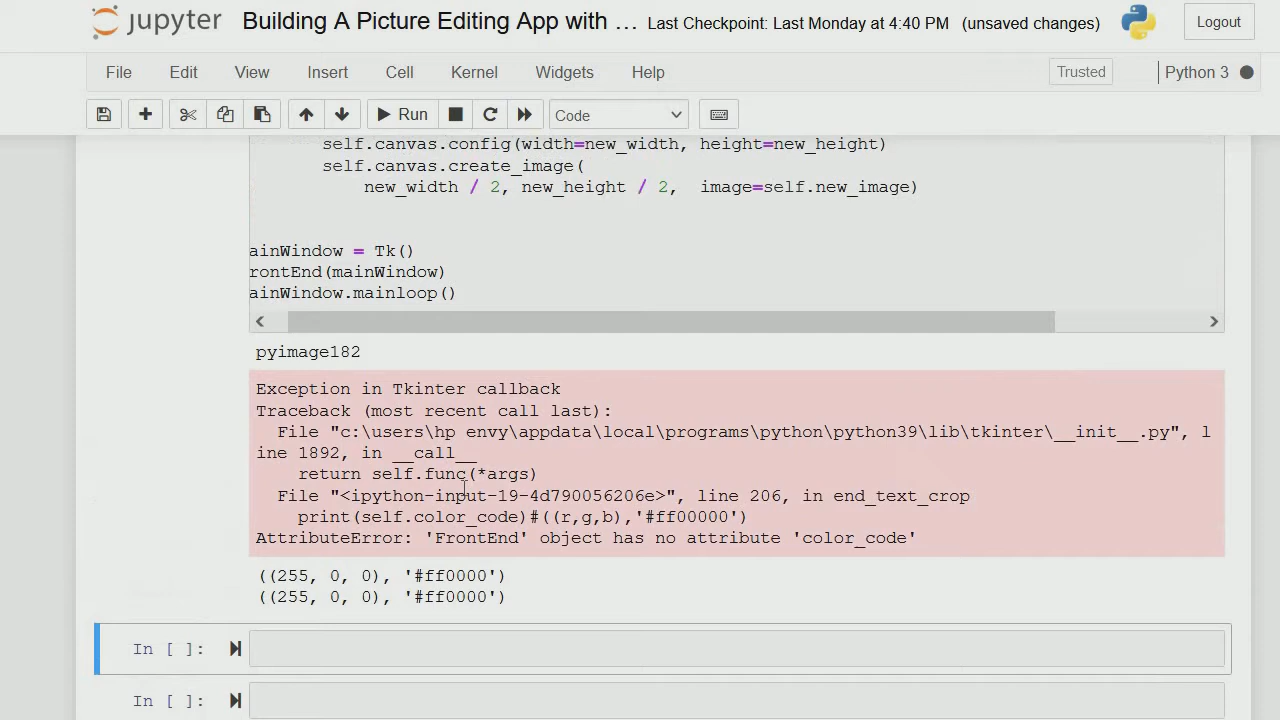 jupyter Building A Picture Editing App with ... Last Checkpoint: Last Monday at 4:40 PM (unsaved changes) Logout
File Edit View Insert Cell Kernel Widgets Help Trusted Python 3
Run Code
self.canvas.config(width=new_width, height=new_height)
self.canvas.create_image(
new_width / 2, new_height / 2, image=self.new_image)
ainWindow = Tk()
rontEnd(mainWindow)
ainWindow.mainloop()
pyimage182
Exception in Tkinter callback
Traceback (most recent call last):
File "c:\users\hp envy\appdata\local\programs\python\python39\lib\tkinter\__init__.py", l
ine 1892, in __call__
return self.func(*args)
File "<ipython-input-19-4d790056206e>", line 206, in end_text_crop
print(self.color_code)#((r,g,b),'#ff00000')
AttributeError: 'FrontEnd' object has no attribute 'color_code'
((255, 0, 0), '#ff0000')
((255, 0, 0), '#ff0000')
In [ ]:
In [ ]: